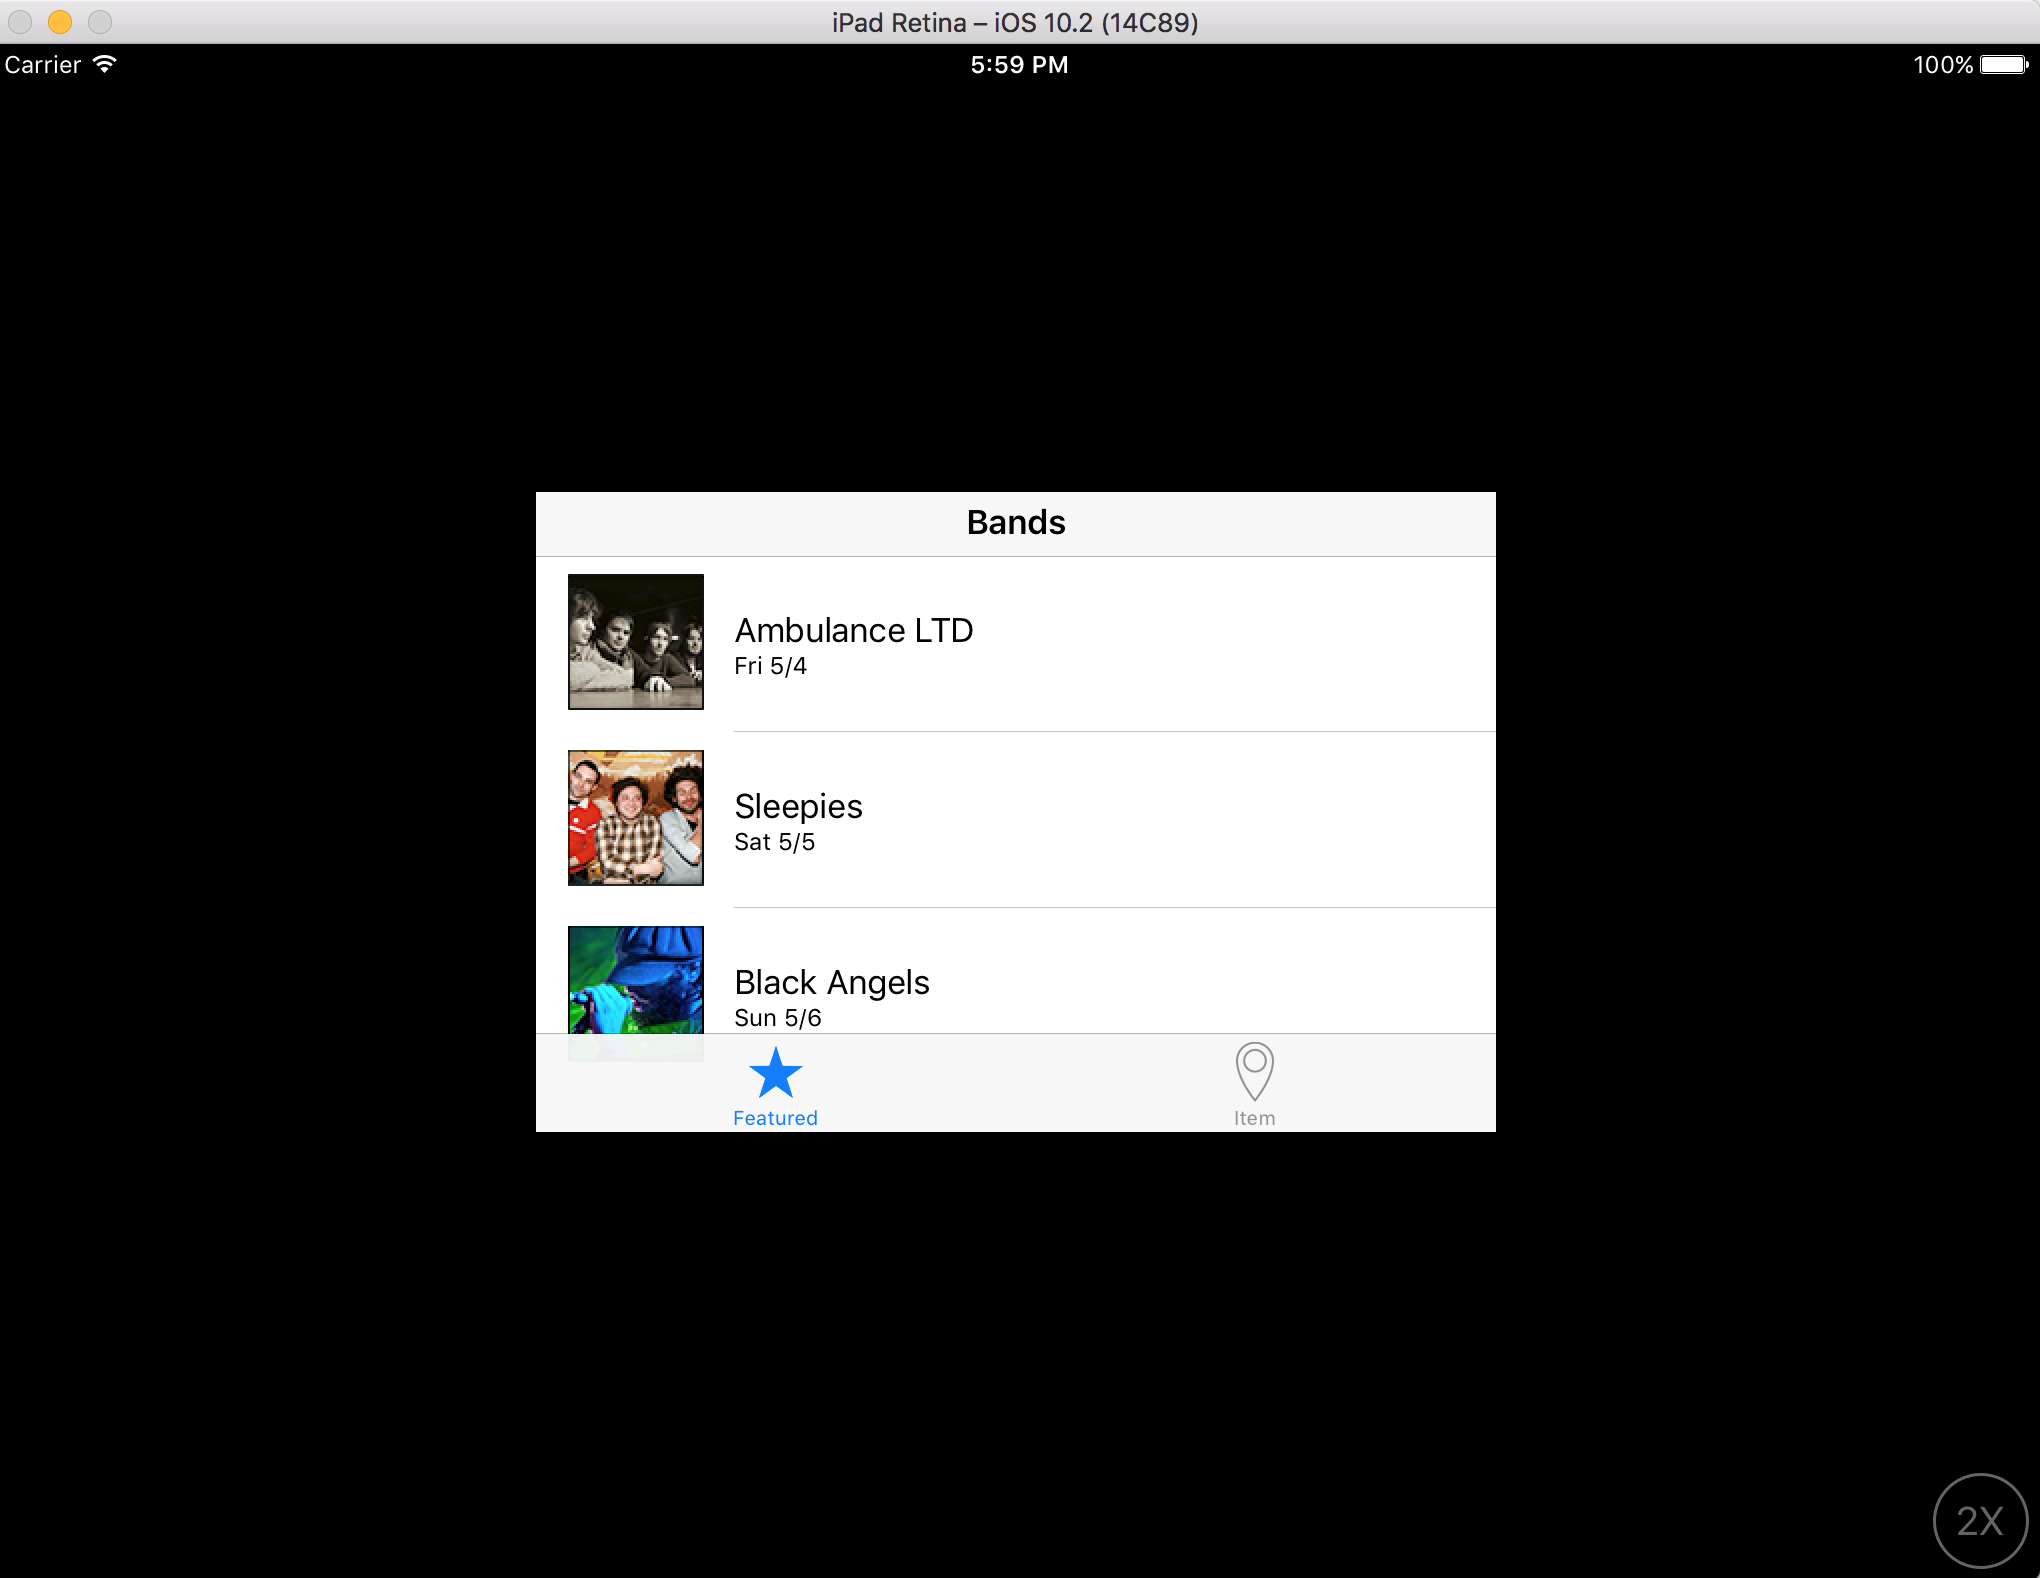 iPad Retina – iOS 10.2 (14C89)
Carrier 5:59 PM 100%
Bands
Ambulance LTD
Fri 5/4
Sleepies
Sat 5/5
Black Angels
Sun 5/6
Featured Item
2X